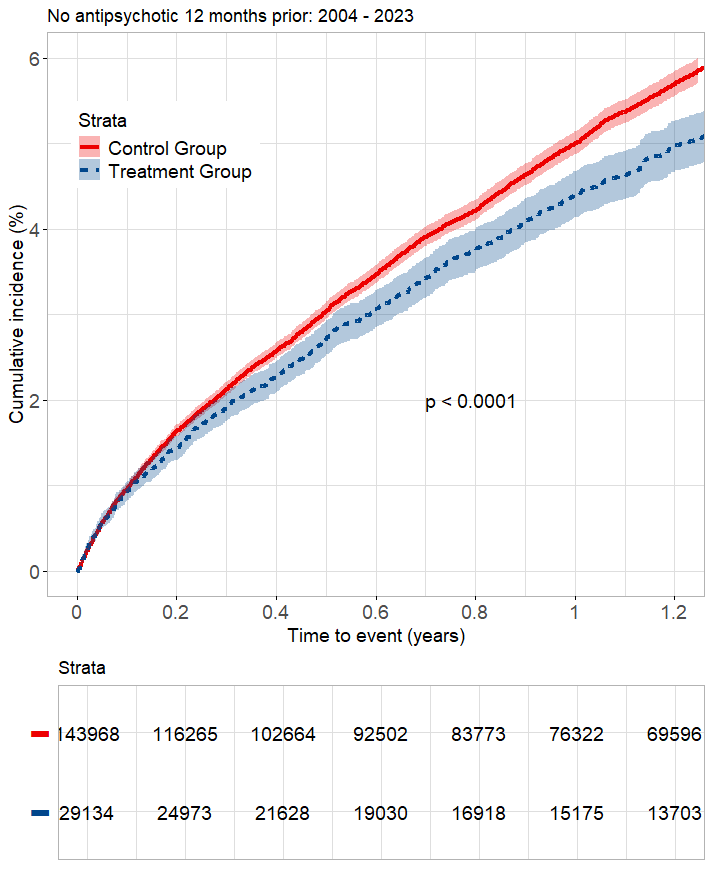 No antipsychotic 12 months prior: 2004 - 2023
6
Strata
Control Group
Treatment Group
4
Cumulative incidence (%)
2
p < 0.0001
0
0 0.2 0.4 0.6 0.8 1 1.2
Time to event (years)
Strata
143968 116265 102664 92502 83773 76322 69596
29134 24973 21628 19030 16918 15175 13703